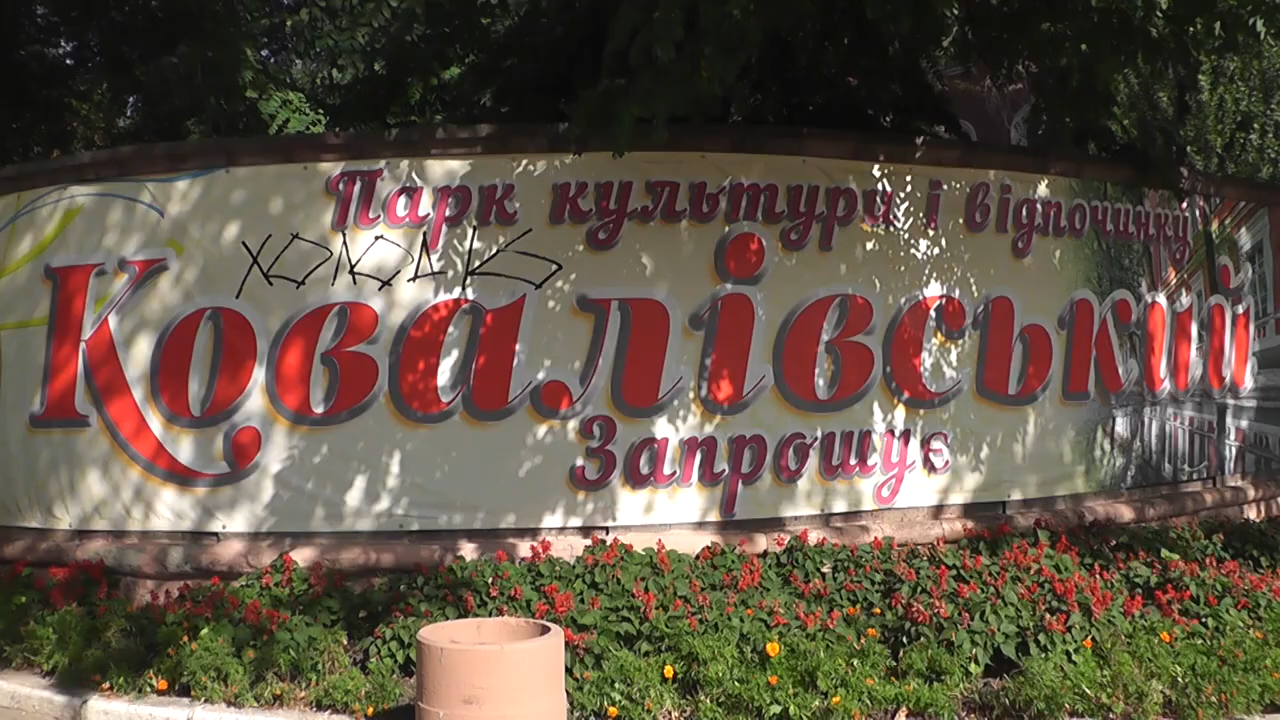 Парк культури і відпочинку
Ковалівський
Запрошує